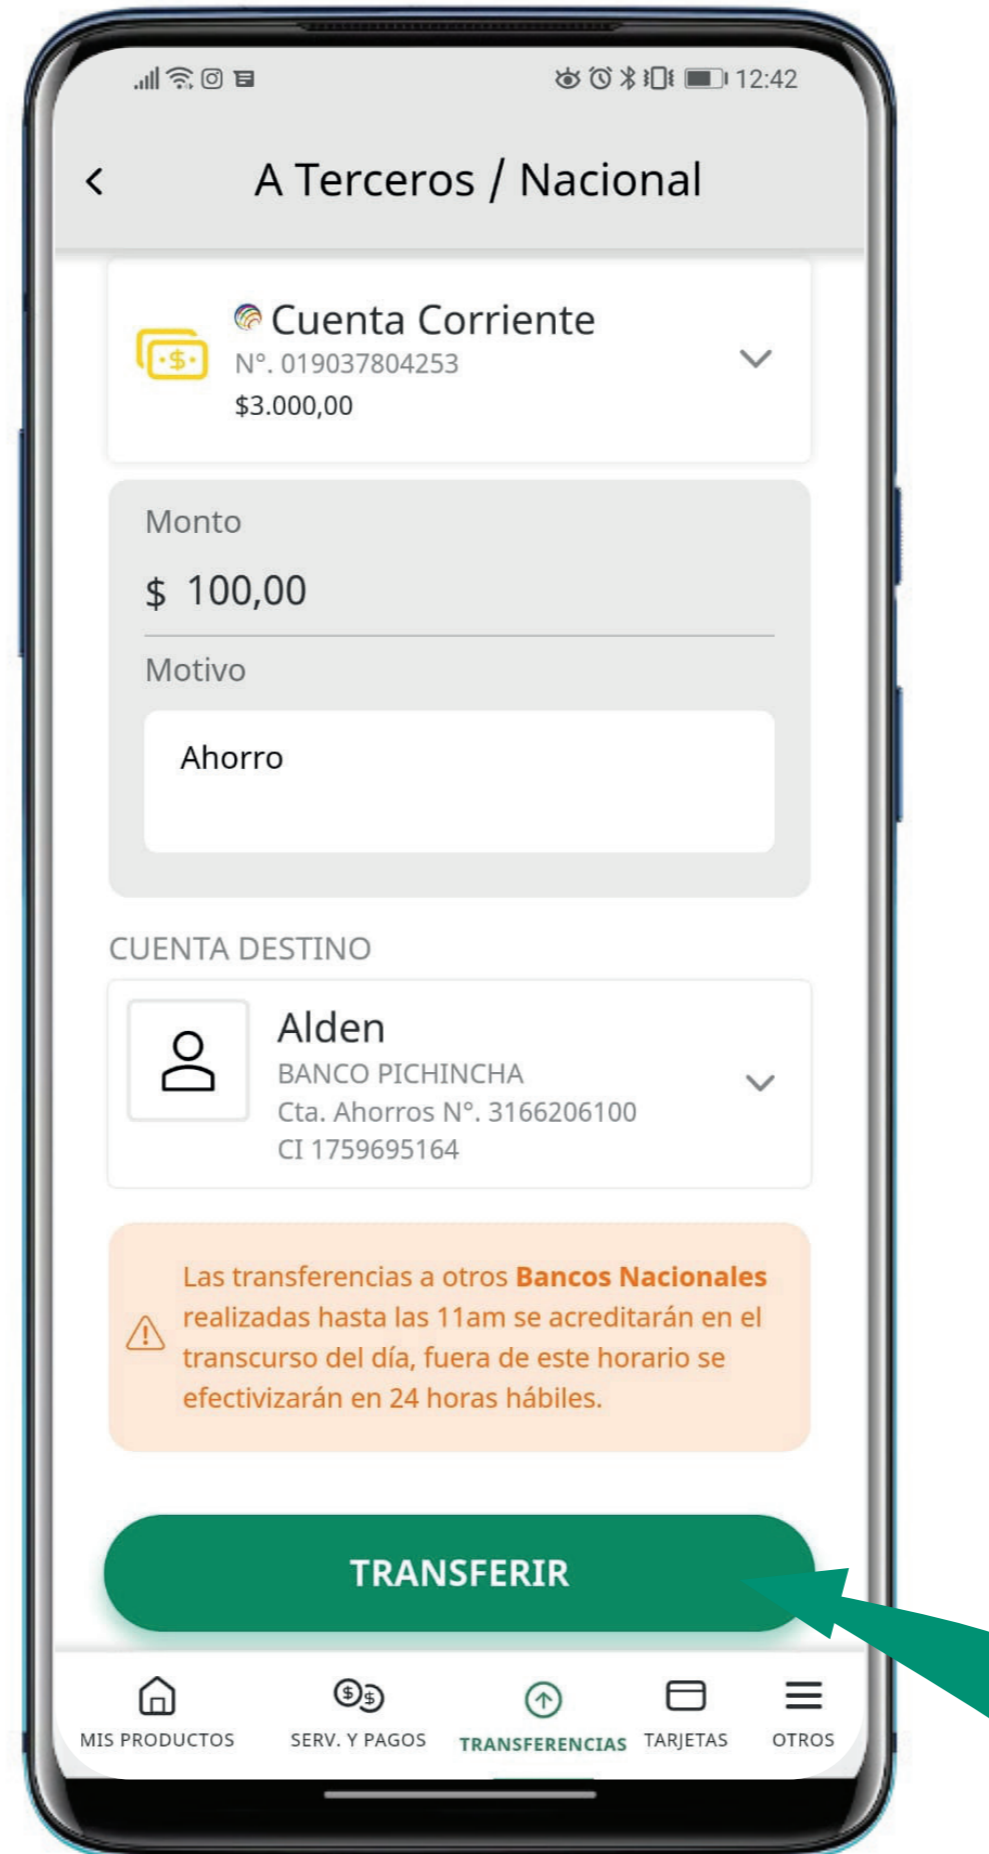 12:42
A Terceros / Nacional
Cuenta Corriente
N°. 019037804253
$3.000,00
Monto
$ 100,00
Motivo
Ahorro
CUENTA DESTINO
Alden
BANCO PICHINCHA
Cta. Ahorros N°. 3166206100
CI 1759695164
Las transferencias a otros Bancos Nacionales
realizadas hasta las 11am se acreditarán en el
transcurso del día, fuera de este horario se
efectivizarán en 24 horas hábiles.
TRANSFERIR
MIS PRODUCTOS SERV. Y PAGOS TRANSFERENCIAS TARJETAS OTROS